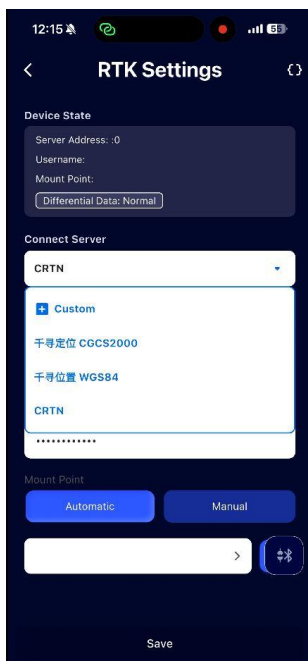 12:15
55
RTK Settings
Device State
Server Address: :0
Username:
Mount Point:
Differential Data: Normal
Connect Server
CRTN
Custom
千寻定位 CGCS2000
千寻位置 WGS84
CRTN
••••••••••••
Mount Point
Automatic
Manual
Save